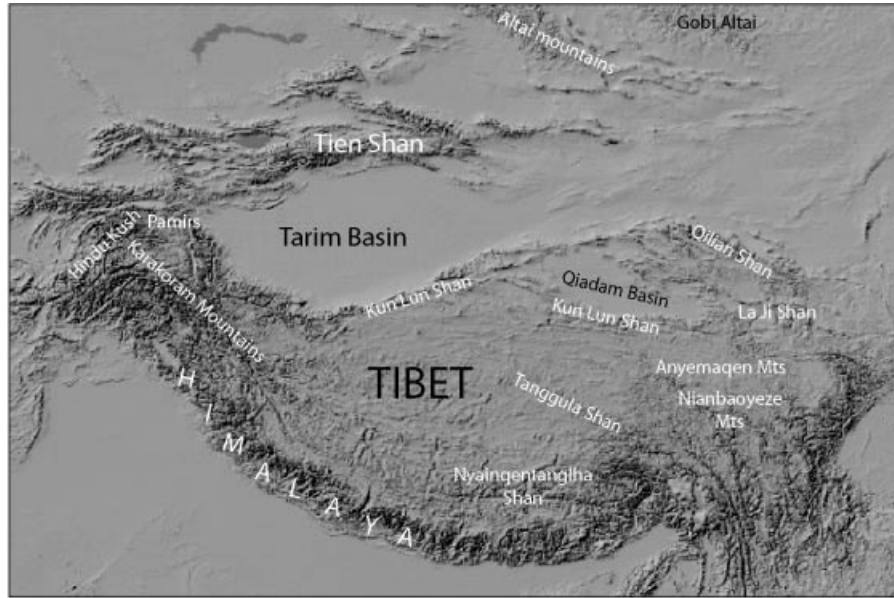 Gobi Altai
Altai mountains
Tien Shan
Pamirs
Hindu Kush
Tarim Basin
Karakoram Mountains
Qilian Shan
Kun Lun Shan
Qiadam Basin
Kun Lun Shan
La Ji Shan
TIBET
Anyemaqen Mts
Tanggula Shan
Nianbaoyeze
Mts
HIMALAYA
Nyainqentanglha
Shan